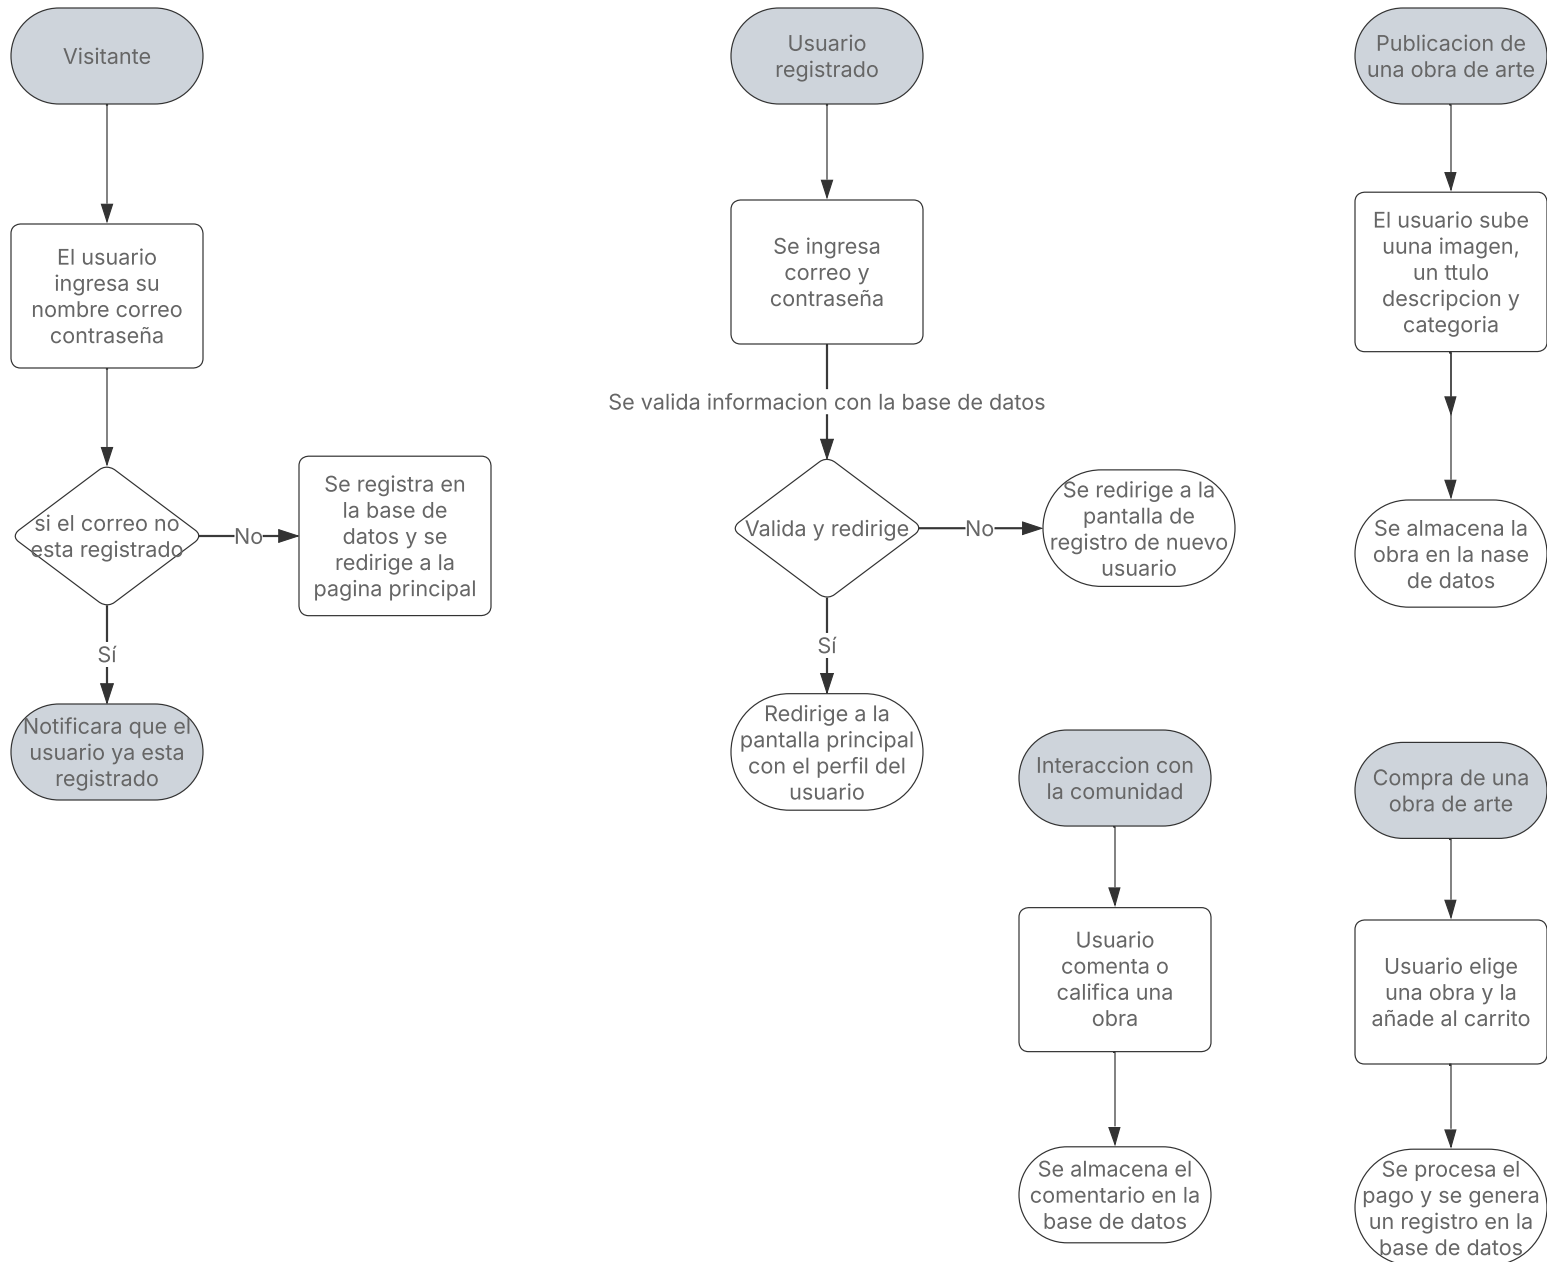 Visitante
El usuario
ingresa su
nombre correo
contraseña
si el correo no
esta registrado
No
Se registra en
la base de
datos y se
redirige a la
pagina principal
Sí
Notificara que el
usuario ya esta
registrado
Usuario
registrado
Se ingresa
correo y
contraseña
Se valida informacion con la base de datos
Valida y redirige
No
Se redirige a la
pantalla de
registro de nuevo
usuario
Sí
Redirige a la
pantalla principal
con el perfil del
usuario
Publicacion de
una obra de arte
El usuario sube
uuna imagen,
un ttulo
descripcion y
categoria
Se almacena la
obra en la nase
de datos
Interaccion con
la comunidad
Usuario
comenta o
califica una
obra
Se almacena el
comentario en la
base de datos
Compra de una
obra de arte
Usuario elige
una obra y la
añade al carrito
Se procesa el
pago y se genera
un registro en la
base de datos